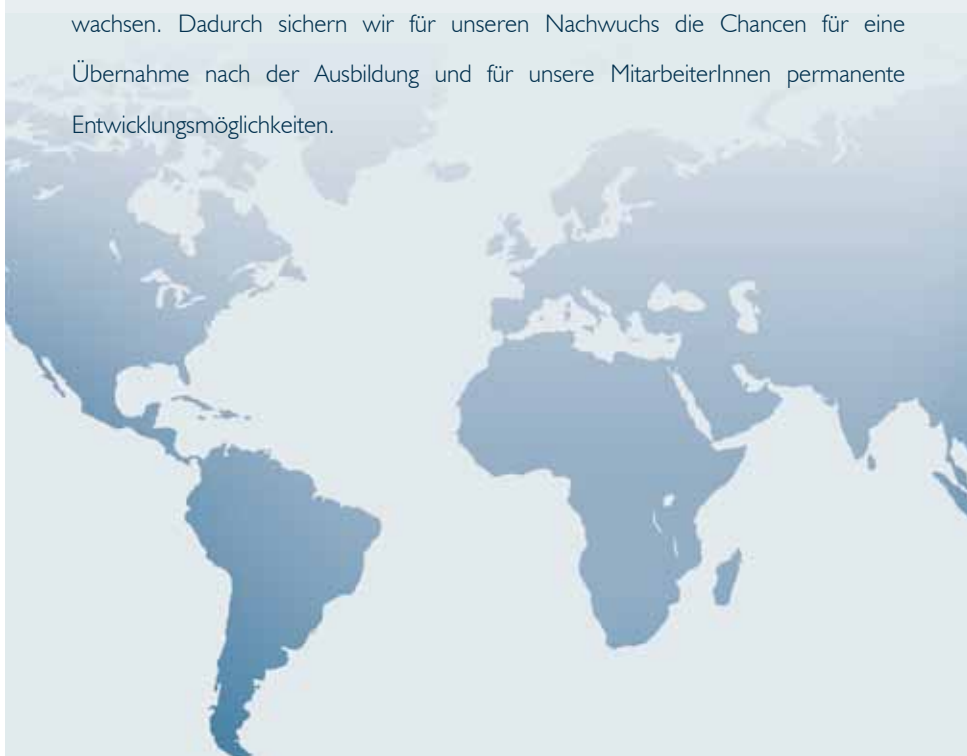 wachsen. Dadurch sichern wir für unseren Nachwuchs die Chancen für eine
Übernahme nach der Ausbildung und für unsere MitarbeiterInnen permanente
Entwicklungsmöglichkeiten.